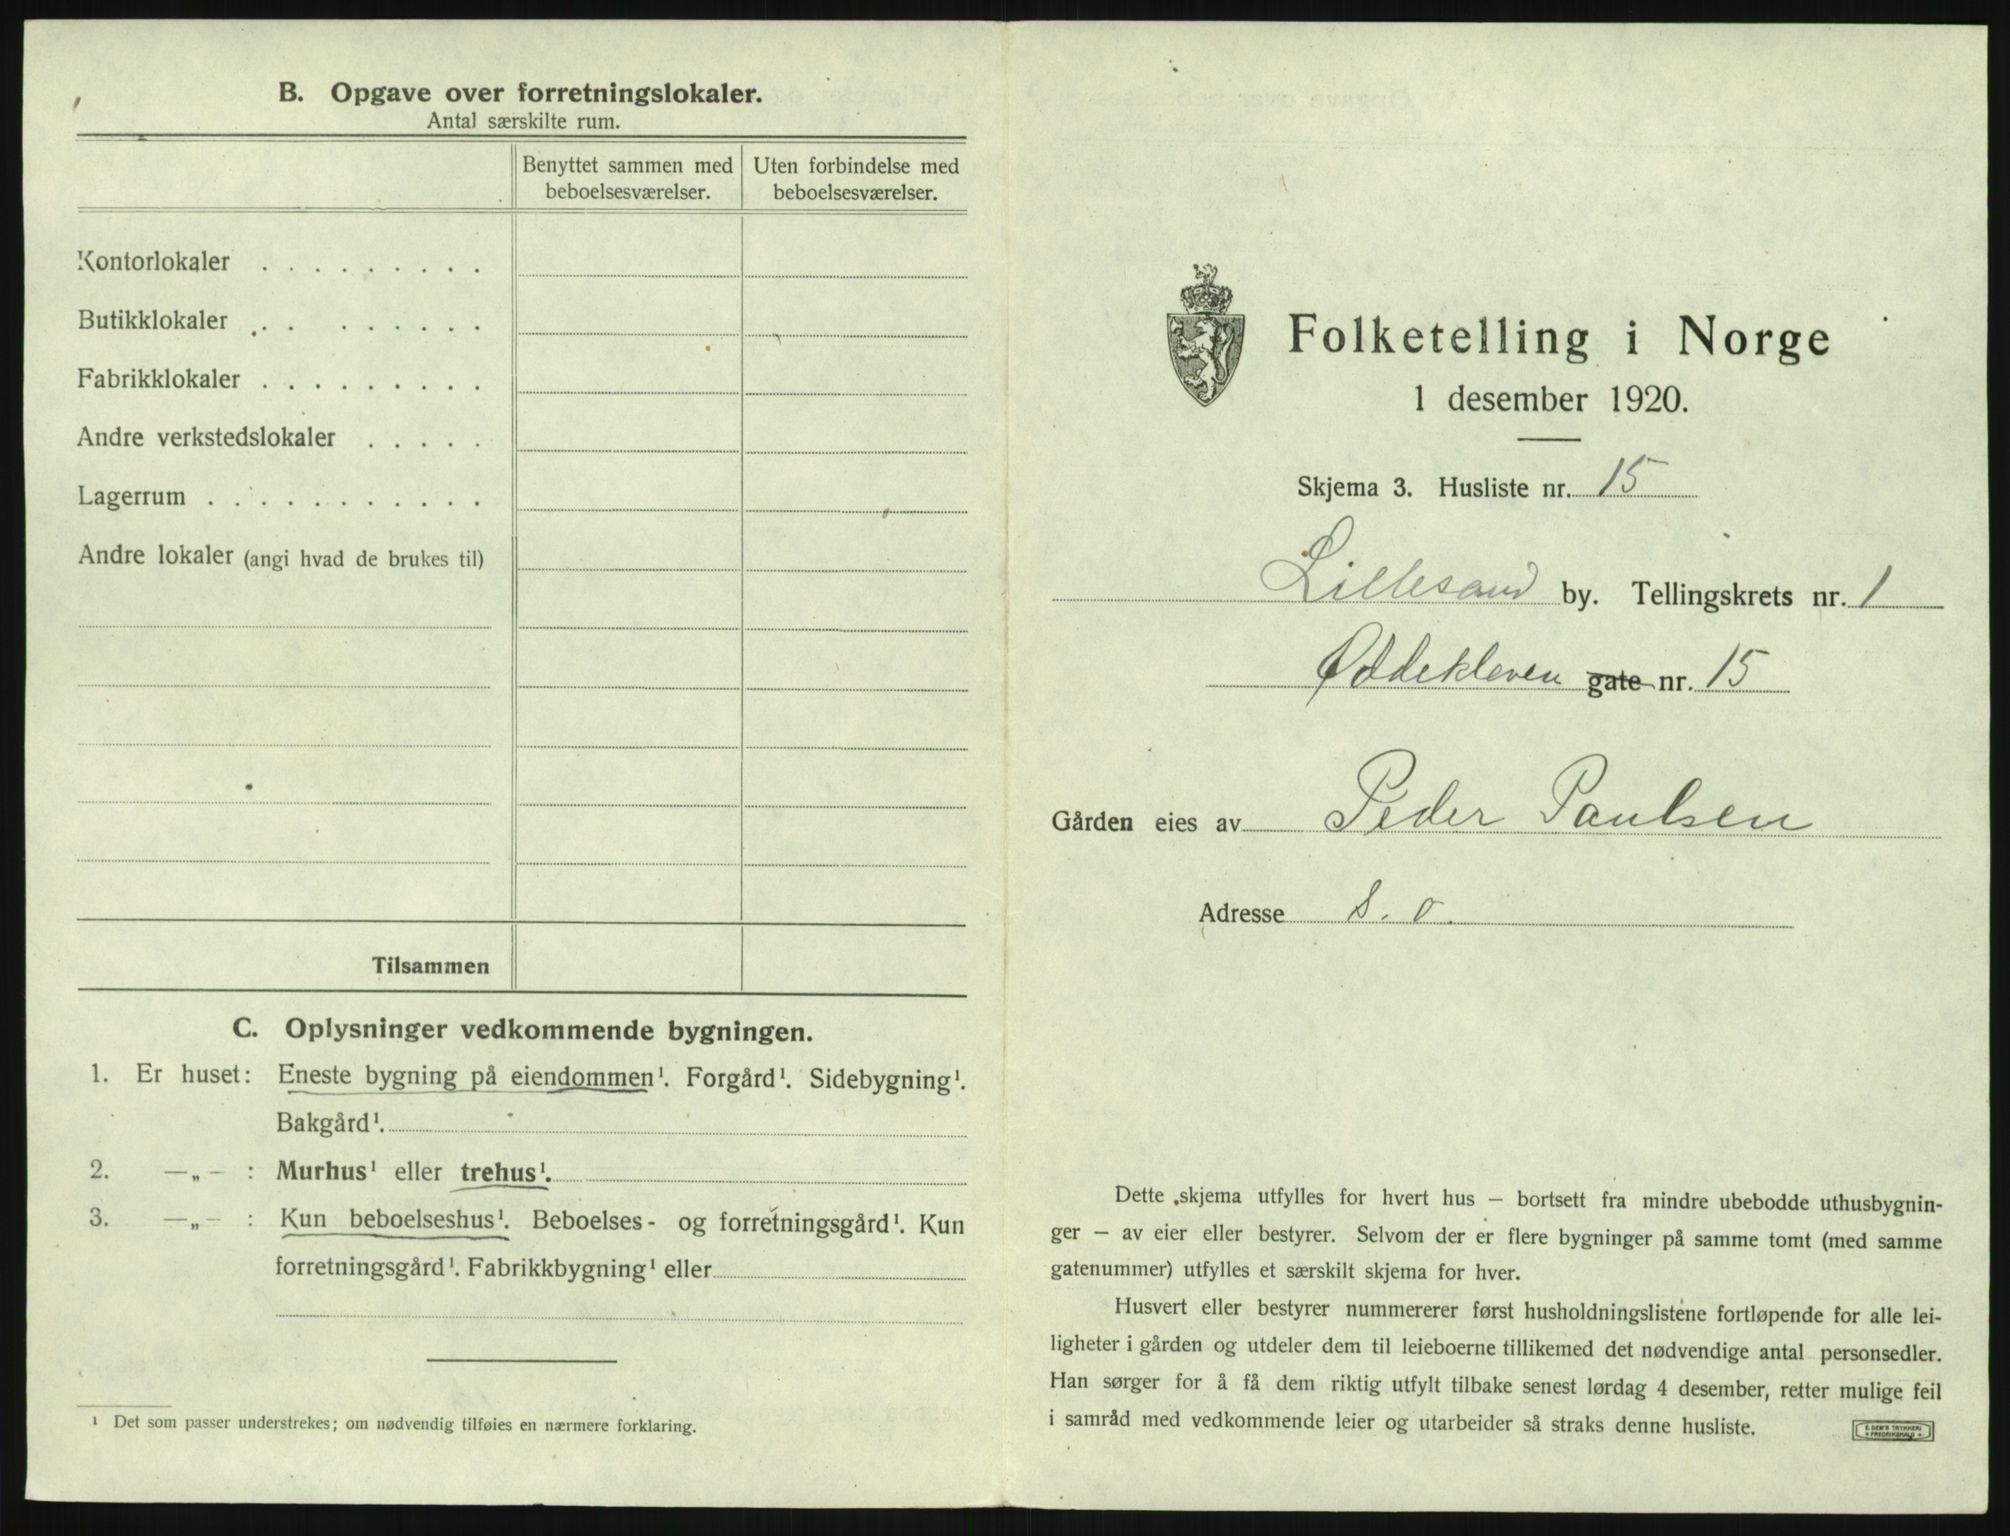 B. Opgave over forretningslokaler.
Antal særskilte rum.
Benyttet sammen med beboelsesværelser.
Uten forbindelse med beboelsesværelser.
Kontorlokaler . . . . . . . . .
Butikklokaler . . . . . . . .
Fabrikklokaler . . . . . . . . .
Andre verkstedslokaler . . . . .
Lagerrum . . . . . . . . . . .
Andre lokaler (angi hvad de brukes til)
Tilsammen
C. Oplysninger vedkommende bygningen.
1. Er huset: Eneste bygning på eiendommen¹. Forgård¹. Sidebygning¹.
Bakgård¹.
2. —„— : Murhus¹ eller trehus¹.
3. —„— : Kun beboelseshus¹. Beboelses- og forretningsgård¹. Kun
forretningsgård¹. Fabrikkbygning¹ eller
¹ Det som passer understrekes; om nødvendig tilføies en nærmere forklaring.
Folketelling i Norge
1 desember 1920.
Skjema 3. Husliste nr. 15
Lillesand by. Tellingskrets nr. 1
Oddekleven gate nr. 15
Gården eies av Peder Paulsen
Adresse s. o.
Dette skjema utfylles for hvert hus – bortsett fra mindre ubebodde uthusbygnin-
ger – av eier eller bestyrer. Selvom der er flere bygninger på samme tomt (med samme
gatenummer) utfylles et særskilt skjema for hver.
Husvert eller bestyrer nummererer først husholdningslistene fortløpende for alle lei-
ligheter i gården og utdeler dem til leieboerne tillikemed det nødvendige antal personsedler.
Han sørger for å få dem riktig utfylt tilbake senest lørdag 4 desember, retter mulige feil
i samråd med vedkommende leier og utarbeider så straks denne husliste.